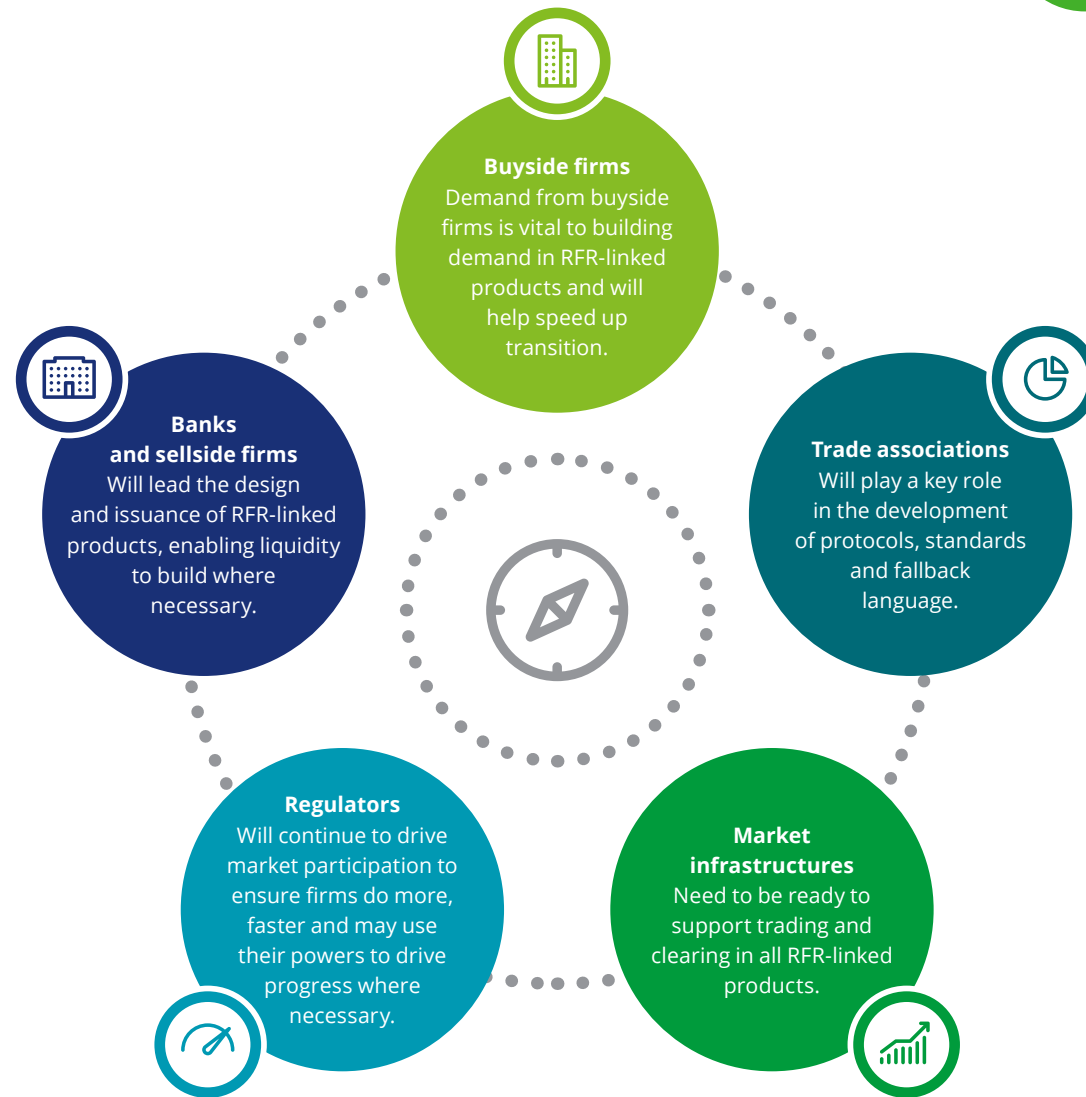 Buyside firms
Demand from buyside
firms is vital to building
demand in RFR-linked
products and will
help speed up
transition.
Banks
and sellside firms
Will lead the design
and issuance of RFR-linked
products, enabling liquidity
to build where
necessary.
Trade associations
Will play a key role
in the development
of protocols, standards
and fallback
language.
Regulators
Will continue to drive
market participation to
ensure firms do more,
faster and may use
their powers to drive
progress where
necessary.
Market
infrastructures
Need to be ready to
support trading and
clearing in all RFR-linked
products.